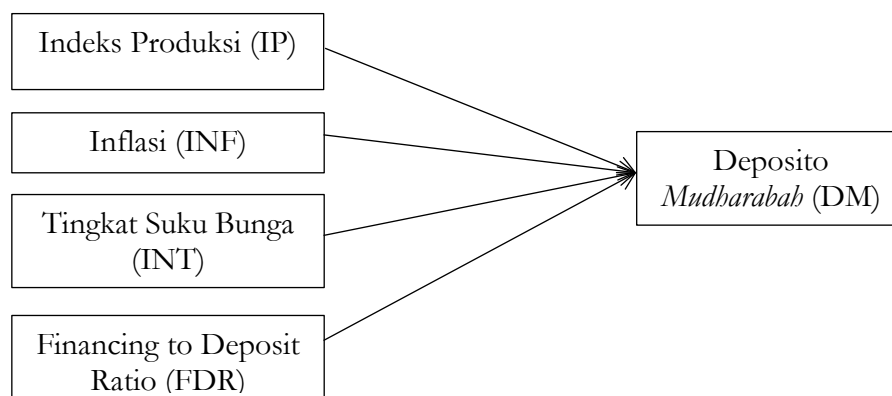 Indeks Produksi (IP)
Inflasi (INF)
Tingkat Suku Bunga
(INT)
Financing to Deposit
Ratio (FDR)
Deposito
Mudharabah (DM)